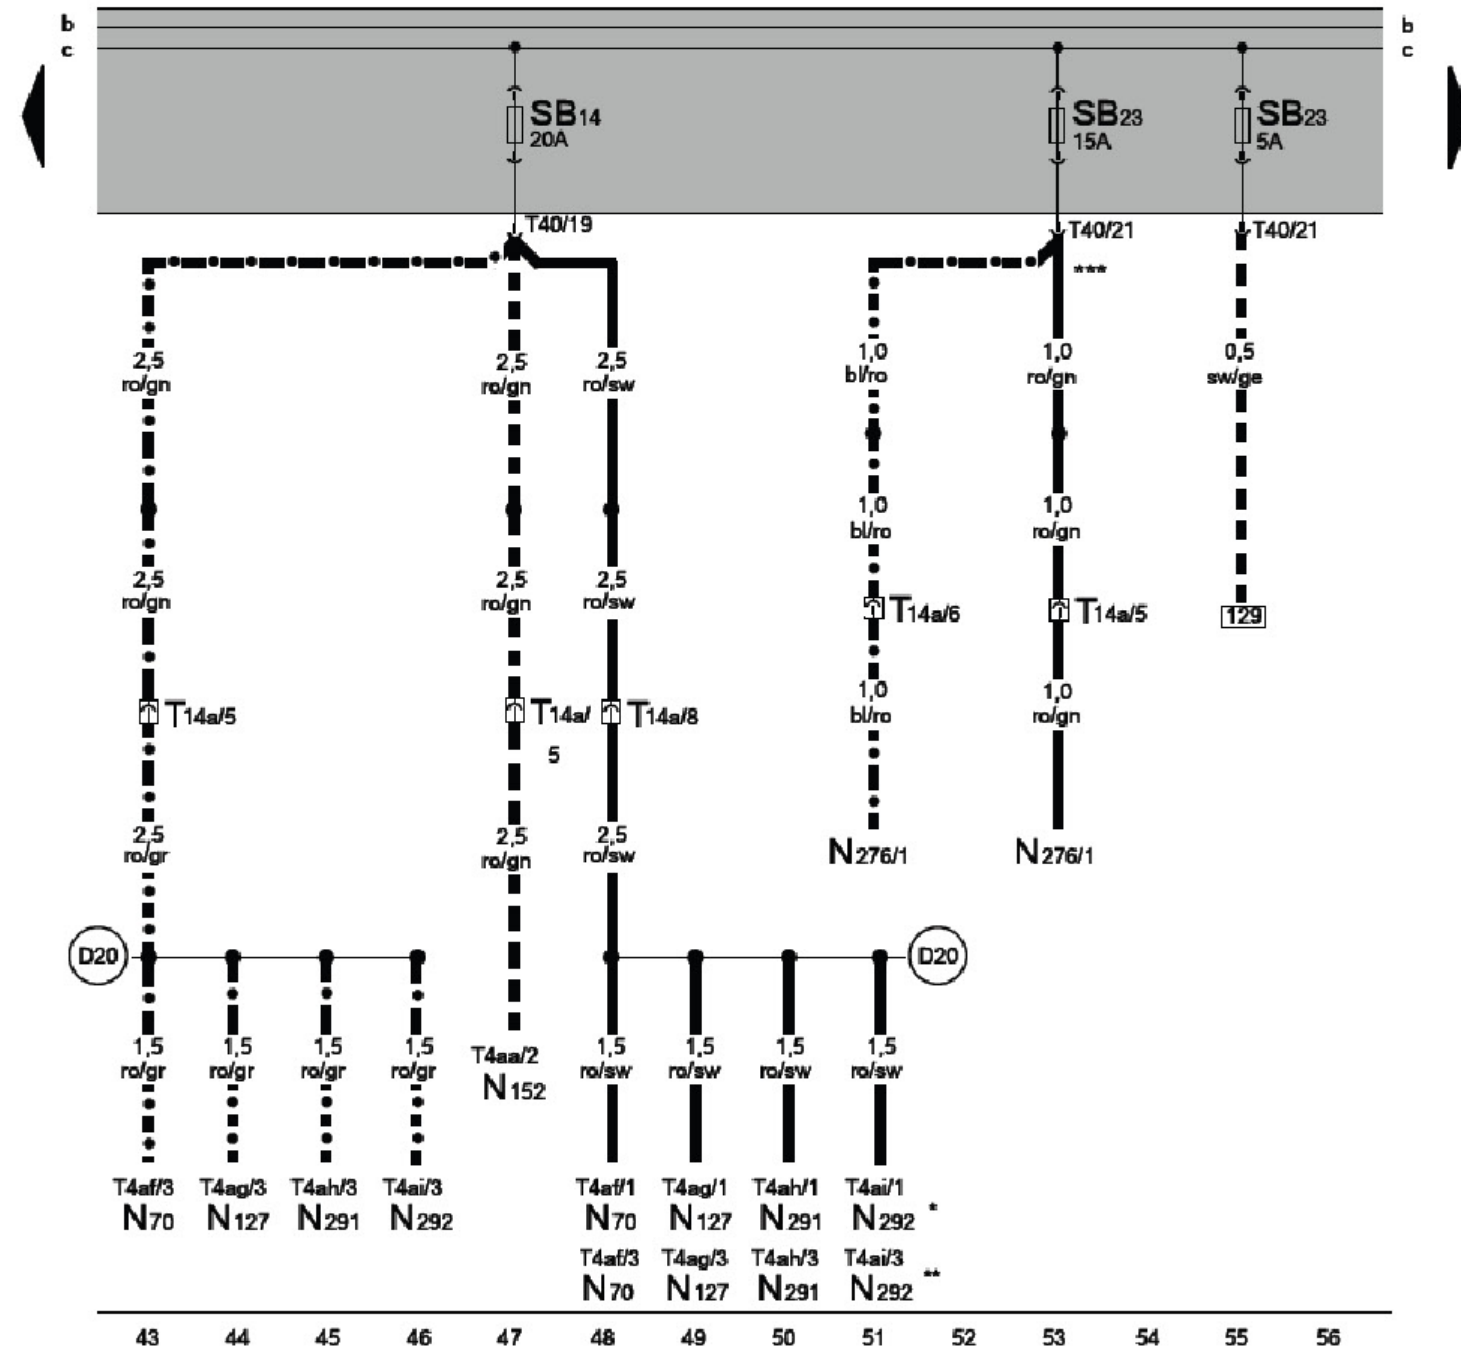 b b
c c
SB14 SB23 SB23
20A 15A 5A
T40/19 T40/21 T40/21
***
2,5 2,5 2,5 1,0 1,0 0,5
ro/gn ro/gn ro/sw bl/ro ro/gn sw/ge
1,0 1,0
bl/ro ro/gn
2,5 2,5 2,5
ro/gn ro/gn ro/sw
T14a/6 T14a/5 129
1,0 1,0
bl/ro ro/gn
T14a/5 T14a/ T14a/8
5
2,5 2,5 2,5
ro/gr ro/gn ro/sw
N276/1 N276/1
D20 D20
1,5 1,5 1,5 1,5 1,5 1,5 1,5 1,5
ro/gr ro/gr ro/gr ro/gr ro/sw ro/sw ro/sw ro/sw
T4aa/2
N152
T4af/3 T4ag/3 T4ah/3 T4ai/3 T4af/1 T4ag/1 T4ah/1 T4ai/1
N70 N127 N291 N292 N70 N127 N291 N292 *
T4af/3 T4ag/3 T4ah/3 T4ai/3
N70 N127 N291 N292 **
43 44 45 46 47 48 49 50 51 52 53 54 55 56